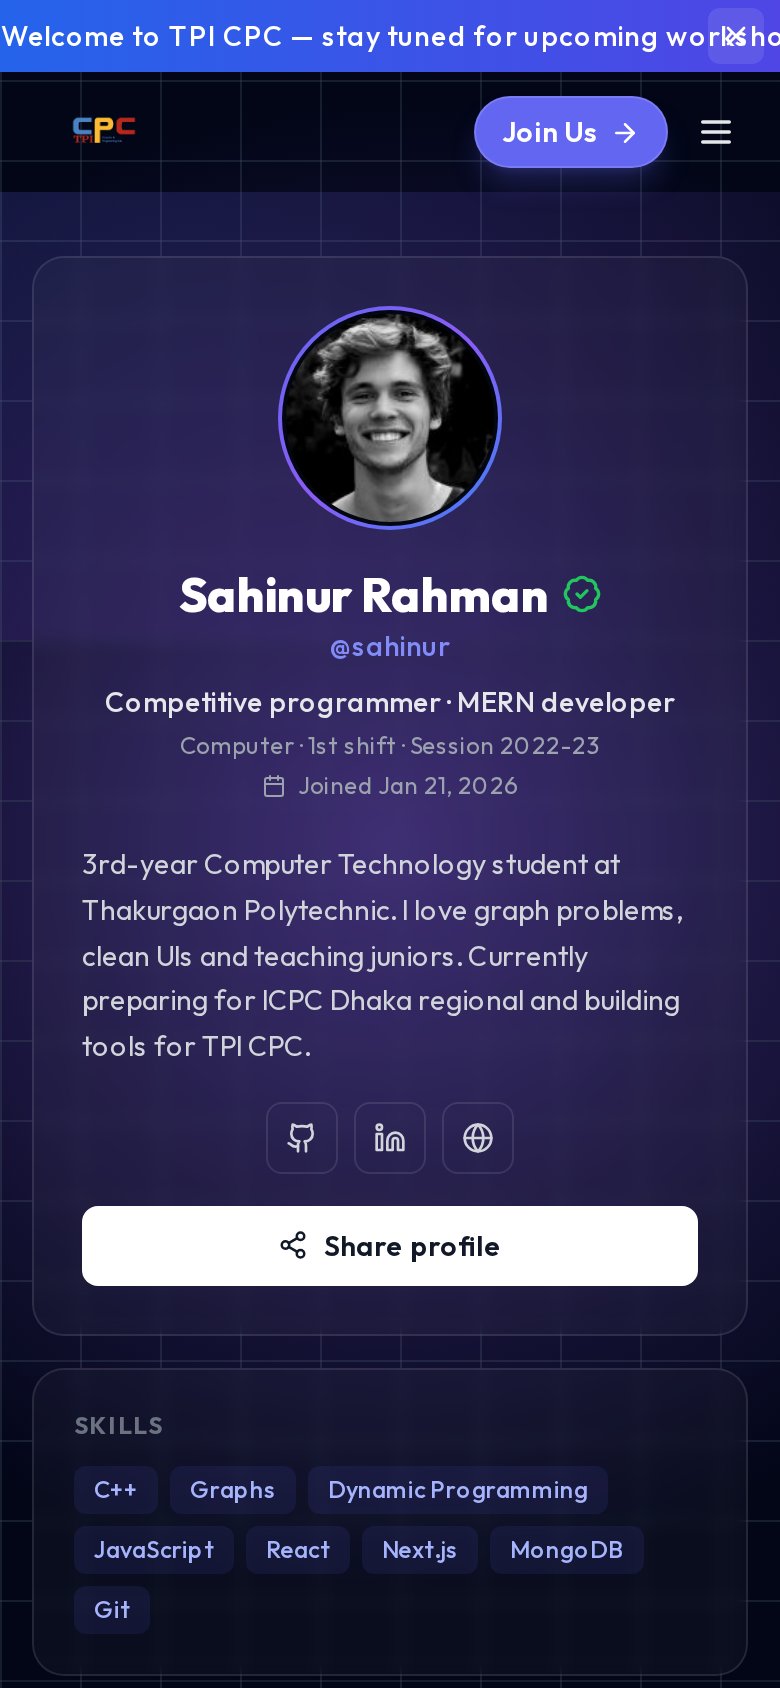 Welcome to TPI CPC — stay tuned for upcoming
CPC
TPI
Join Us
Sahinur Rahman
@sahinur
Competitive programmer · MERN developer
Computer · 1st shift · Session 2022-23
Joined Jan 21, 2026
3rd-year Computer Technology student at
Thakurgaon Polytechnic. I love graph problems,
clean UIs and teaching juniors. Currently
preparing for ICPC Dhaka regional and building
tools for TPI CPC.
Share profile
SKILLS
C++ Graphs Dynamic Programming
JavaScript React Next.js MongoDB
Git